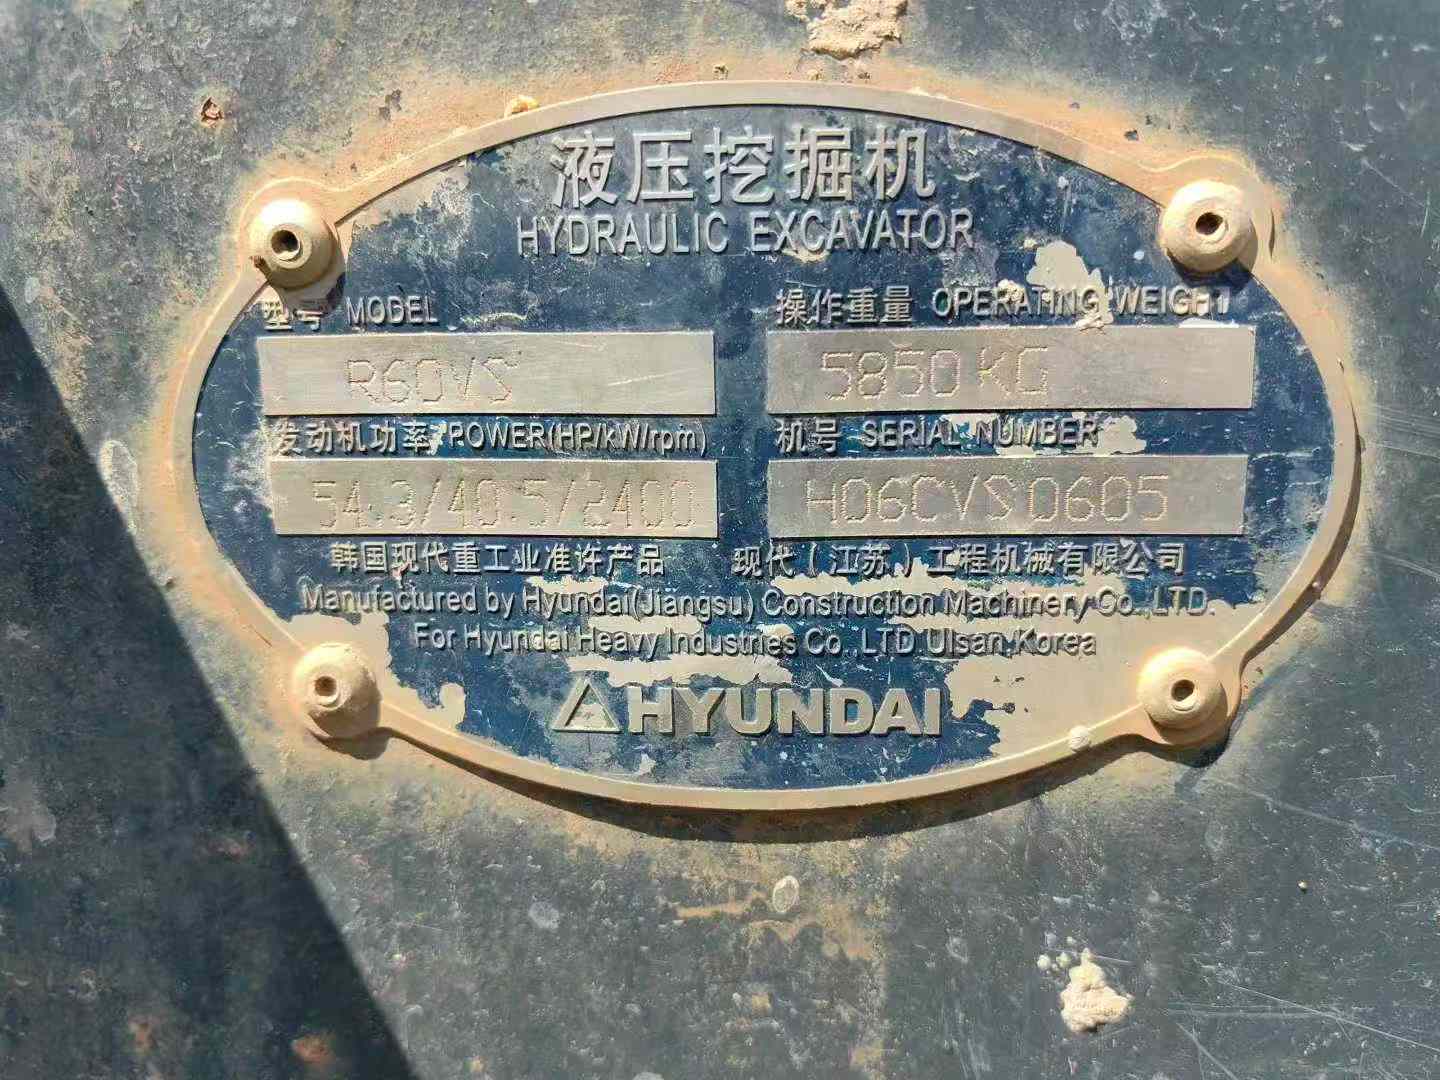 液压挖掘机
HYDRAULIC EXCAVATOR
型号 MODEL
操作重量 OPERATING WEIGHT
R60VS
5850 KG
发动机功率 POWER(HP/kW/rpm)
机号 SERIAL NUMBER
54.3/40.5/2400
H06CVS0605
韩国现代重工业准许产品 现代(江苏)工程机械有限公司
Manufactured by Hyundai(Jiangsu) Construction Machinery Co.,LTD.
For Hyundai Heavy Industries Co.,LTD Ulsan,Korea
HYUNDAI